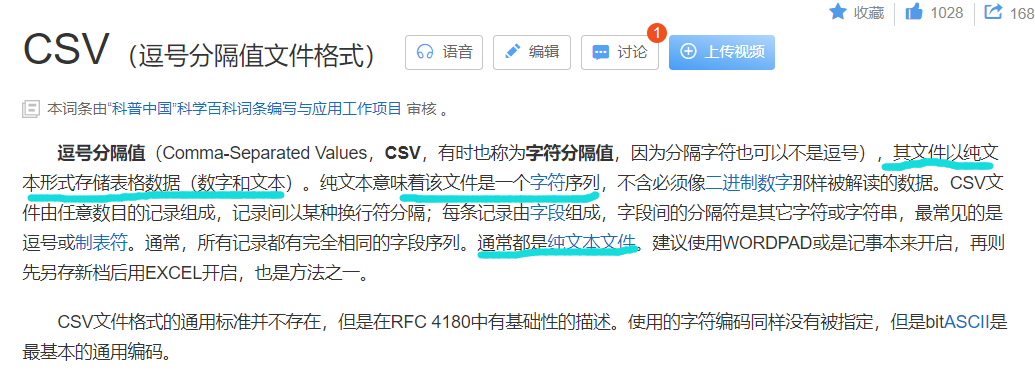 收藏 1028 168
CSV（逗号分隔值文件格式） 语音 编辑 讨论 1 上传视频
本词条由“科普中国”科学百科词条编写与应用工作项目 审核 。
逗号分隔值（Comma-Separated Values，CSV，有时也称为字符分隔值，因为分隔字符也可以不是逗号），其文件以纯文
本形式存储表格数据（数字和文本）。纯文本意味着该文件是一个字符序列，不含必须像二进制数字那样被解读的数据。CSV文
件由任意数目的记录组成，记录间以某种换行符分隔；每条记录由字段组成，字段间的分隔符是其它字符或字符串，最常见的是
逗号或制表符。通常，所有记录都有完全相同的字段序列。通常都是纯文本文件。建议使用WORDPAD或是记事本来开启，再则
先另存新档后用EXCEL开启，也是方法之一。
CSV文件格式的通用标准并不存在，但是在RFC 4180中有基础性的描述。使用的字符编码同样没有被指定，但是bitASCII是
最基本的通用编码。